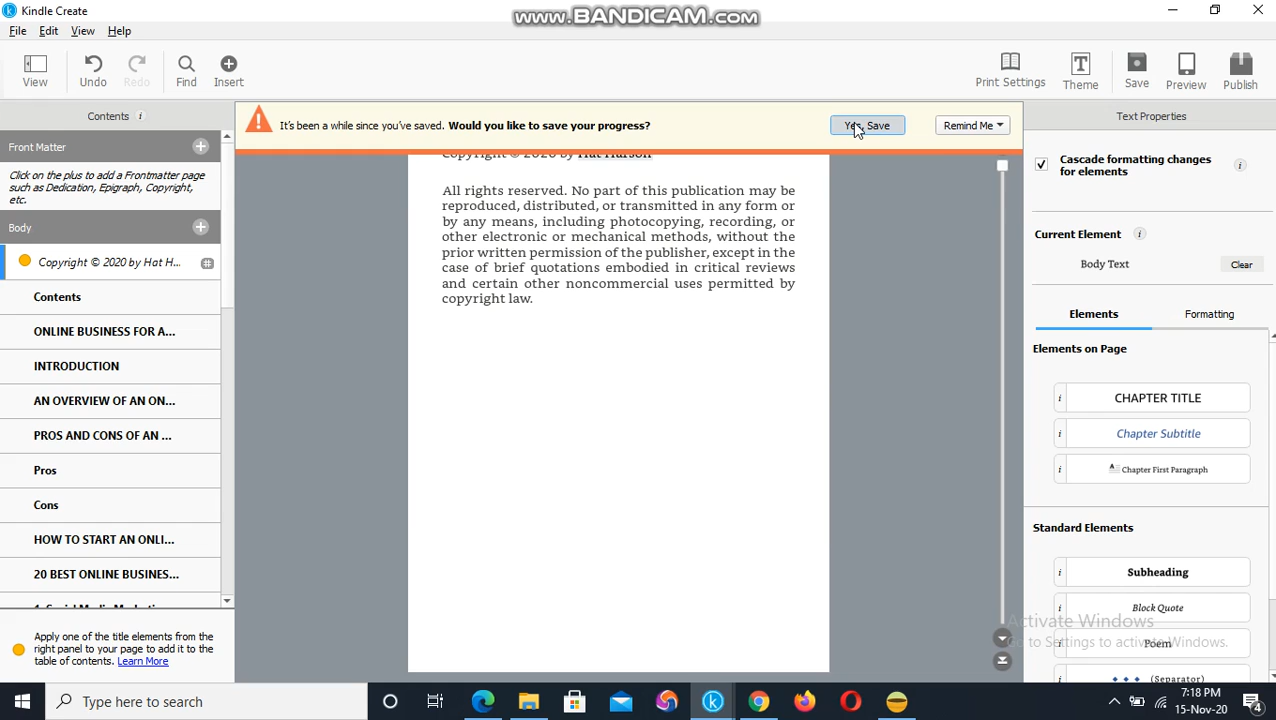 Kindle Create
www.BANDICAM.com
File Edit View Help
View Undo Redo Find Insert Print Settings Theme Save Preview Publish
Contents i
It's been a while since you've saved. Would you like to save your progress? Yes, Save Remind Me
Text Properties
Front Matter
Click on the plus to add a Frontmatter page
such as Dedication, Epigraph, Copyright,
etc.
Body
Copyright © 2020 by Hat H...
Contents
ONLINE BUSINESS FOR A...
INTRODUCTION
AN OVERVIEW OF AN ON...
PROS AND CONS OF AN ...
Pros
Cons
HOW TO START AN ONLI...
20 BEST ONLINE BUSINES...
1. Social Media Marketi...
Apply one of the title elements from the
right panel to your page to add it to the
table of contents. Learn More
Copyright © 2020 by Hat Harson
All rights reserved. No part of this publication may be
reproduced, distributed, or transmitted in any form or
by any means, including photocopying, recording, or
other electronic or mechanical methods, without the
prior written permission of the publisher, except in the
case of brief quotations embodied in critical reviews
and certain other noncommercial uses permitted by
copyright law.
Cascade formatting changes
for elements i
Current Element i
Body Text Clear
Elements Formatting
Elements on Page
i CHAPTER TITLE
i Chapter Subtitle
i Chapter First Paragraph
Standard Elements
i Subheading
i Block Quote
Activate Windows
Go to Settings to activate Windows.
Poem
(Separator)
Type here to search
7:18 PM
15-Nov-20
4